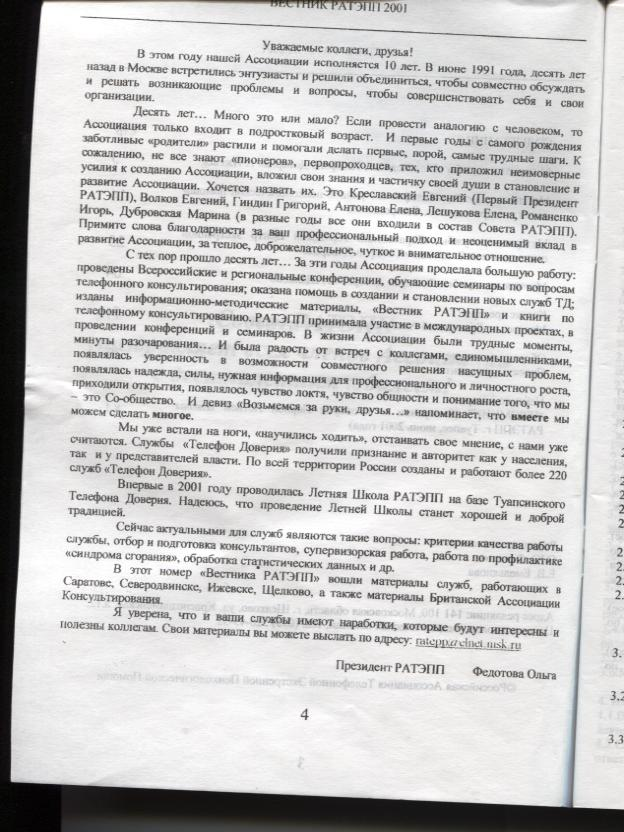 ВЕСТНИК РАТЭПП 2001
Уважаемые коллеги, друзья!
В этом году нашей Ассоциации исполняется 10 лет. В июне 1991 года, десять лет
назад в Москве встретились энтузиасты и решили объединиться, чтобы совместно обсуждать
и решать возникающие проблемы и вопросы, чтобы совершенствовать себя и свои
организации.
Десять лет… Много это или мало? Если провести аналогию с человеком, то
Ассоциация только входит в подростковый возраст. И первые годы с самого рождения
заботливые «родители» растили и помогали делать первые, порой, самые трудные шаги. К
сожалению, не все знают «пионеров», первопроходцев, тех, кто приложил неимоверные
усилия к созданию Ассоциации, вложил свои знания и частичку своей души в становление и
развитие Ассоциации. Хочется назвать их. Это Креславский Евгений (Первый Президент
РАТЭПП), Волков Евгений, Гиндин Григорий, Антонова Елена, Лешукова Елена, Романенко
Игорь, Дубровская Марина (в разные годы все они входили в состав Совета РАТЭПП).
Примите слова благодарности за ваш профессиональный подход и неоценимый вклад в
развитие Ассоциации, за теплое, доброжелательное, чуткое и внимательное отношение.
С тех пор прошло десять лет… За эти годы Ассоциация проделала большую работу:
проведены Всероссийские и региональные конференции, обучающие семинары по вопросам
телефонного консультирования; оказана помощь в создании и становлении новых служб ТД;
изданы информационно-методические материалы, «Вестник РАТЭПП» и книги по
телефонному консультированию. РАТЭПП принимала участие в международных проектах, в
проведении конференций и семинаров. В жизни Ассоциации были трудные моменты,
минуты разочарования… И была радость от встреч с коллегами, единомышленниками,
появлялась уверенность в возможности совместного решения насущных проблем,
появлялась надежда, силы, нужная информация для профессионального и личностного роста,
приходили открытия, появлялось чувство локтя, чувство общности и понимание того, что мы
– это Со-общество. И девиз «Возьмемся за руки, друзья…» напоминает, что вместе мы
можем сделать многое.
Мы уже встали на ноги, «научились ходить», отстаивать свое мнение, с нами уже
считаются. Службы «Телефон Доверия» получили признание и авторитет как у населения,
так и у представителей власти. По всей территории России созданы и работают более 220
служб «Телефон Доверия».
Впервые в 2001 году проводилась Летняя Школа РАТЭПП на базе Туапсинского
Телефона Доверия. Надеюсь, что проведение Летней Школы станет хорошей и доброй
традицией.
Сейчас актуальными для служб являются такие вопросы: критерии качества работы
службы, отбор и подготовка консультантов, супервизорская работа, работа по профилактике
«синдрома сгорания», обработка статистических данных и др.
В этот номер «Вестника РАТЭПП» вошли материалы служб, работающих в
Саратове, Северодвинске, Ижевске, Щелково, а также материалы Британской Ассоциации
Консультирования.
Я уверена, что и ваши службы имеют наработки, которые будут интересны и
полезны коллегам. Свои материалы вы можете выслать по адресу: ratepp@elnet.msk.ru
Президент РАТЭПП Федотова Ольга
4
3.
3.2
3.3